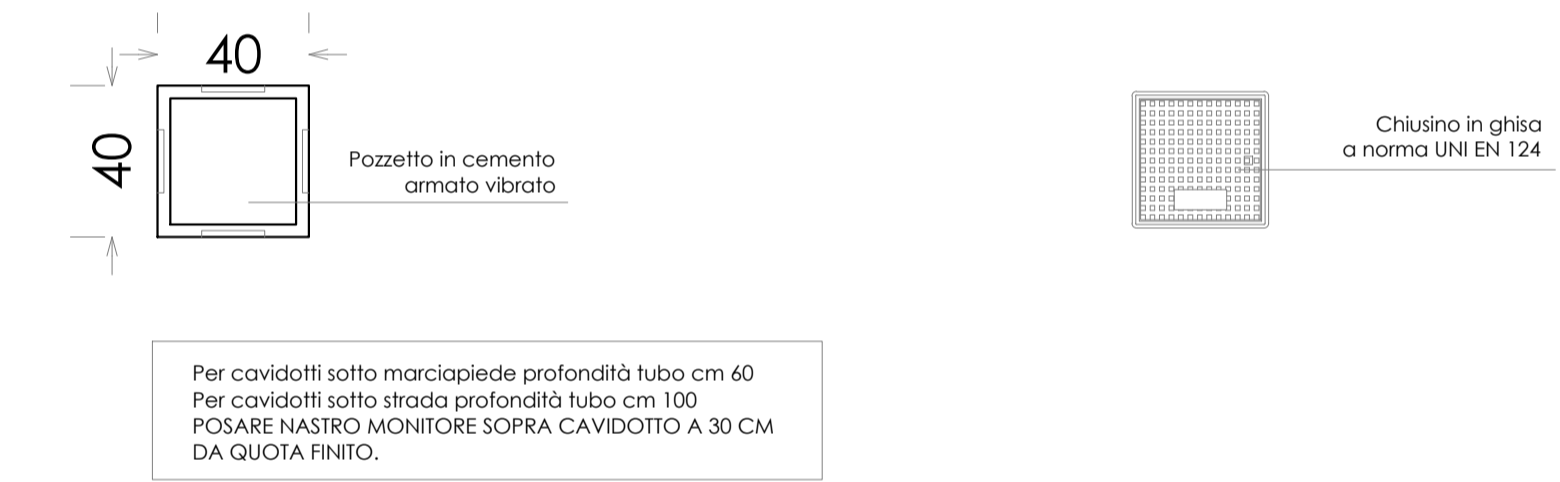 40
40
Pozzetto in cemento
armato vibrato
Chiusino in ghisa
a norma UNI EN 124
Per cavidotti sotto marciapiede profondità tubo cm 60
Per cavidotti sotto strada profondità tubo cm 100
POSARE NASTRO MONITORE SOPRA CAVIDOTTO A 30 CM
DA QUOTA FINITO.